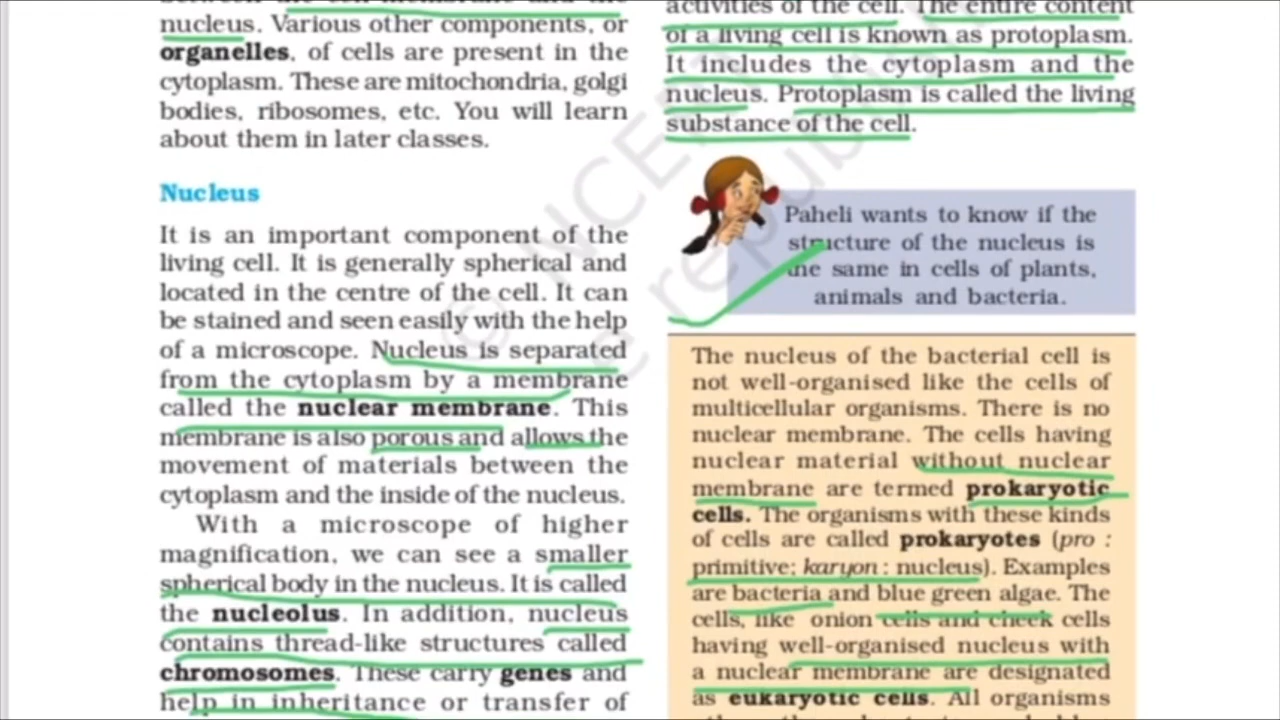 nucleus. Various other components, or
organelles, of cells are present in the
cytoplasm. These are mitochondria, golgi
bodies, ribosomes, etc. You will learn
about them in later classes.
Nucleus
It is an important component of the
living cell. It is generally spherical and
located in the centre of the cell. It can
be stained and seen easily with the help
of a microscope. Nucleus is separated
from the cytoplasm by a membrane
called the nuclear membrane. This
membrane is also porous and allows the
movement of materials between the
cytoplasm and the inside of the nucleus.
With a microscope of higher
magnification, we can see a smaller
spherical body in the nucleus. It is called
the nucleolus. In addition, nucleus
contains thread-like structures called
chromosomes. These carry genes and
help in inheritance or transfer of
activities of the cell. The entire content
of a living cell is known as protoplasm.
It includes the cytoplasm and the
nucleus. Protoplasm is called the living
substance of the cell.
Paheli wants to know if the
structure of the nucleus is
the same in cells of plants,
animals and bacteria.
The nucleus of the bacterial cell is
not well-organised like the cells of
multicellular organisms. There is no
nuclear membrane. The cells having
nuclear material without nuclear
membrane are termed prokaryotic
cells. The organisms with these kinds
of cells are called prokaryotes (pro :
primitive; karyon : nucleus). Examples
are bacteria and blue green algae. The
cells, like onion cells and cheek cells
having well-organised nucleus with
a nuclear membrane are designated
as eukaryotic cells. All organisms